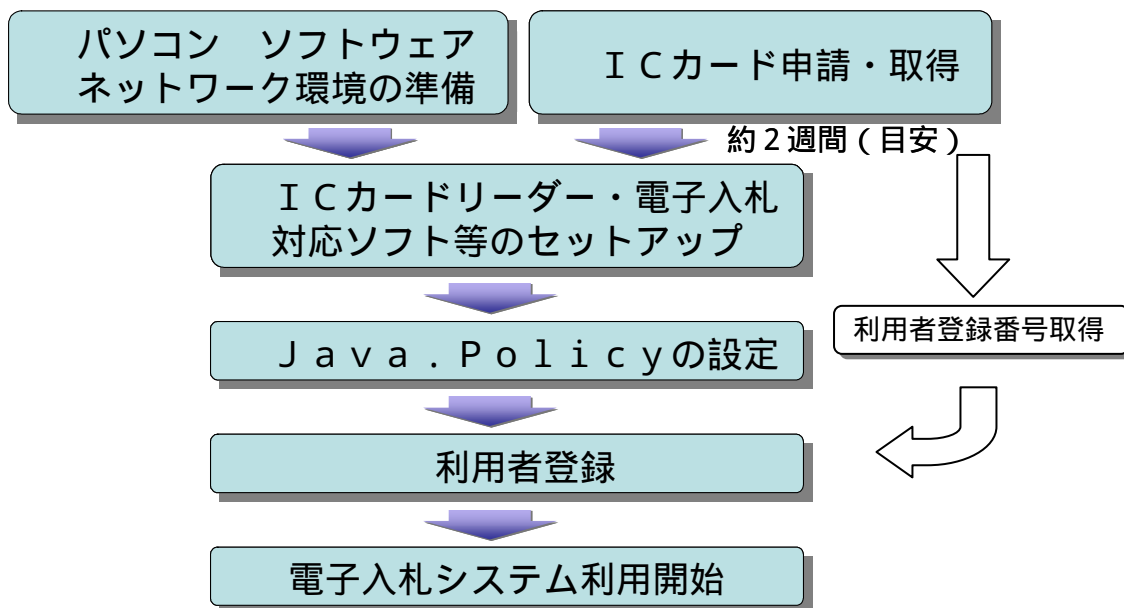 パソコン　ソフトウェア
ネットワーク環境の準備
ＩＣカード申請・取得
約２週間（目安）
ＩＣカードリーダー・電子入札
対応ソフト等のセットアップ
Ｊａｖａ．Ｐｏｌｉｃｙの設定
利用者登録番号取得
利用者登録
電子入札システム利用開始